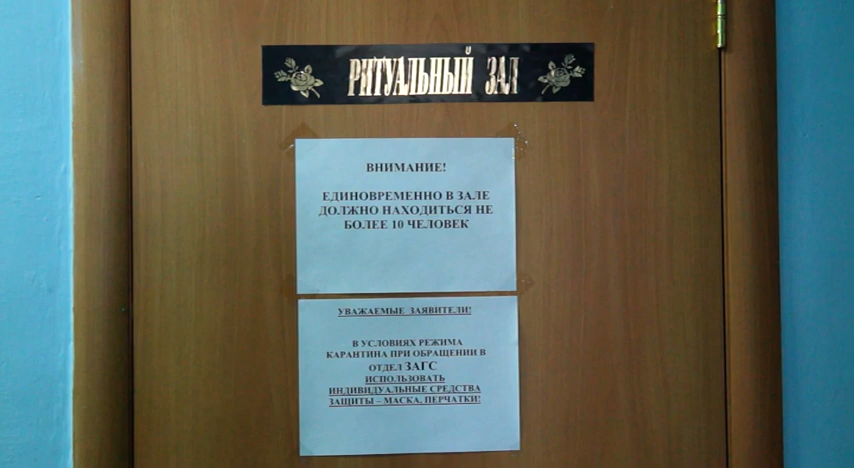 РИТУАЛЬНЫЙ ЗАЛ
ВНИМАНИЕ!
ЕДИНОВРЕМЕННО В ЗАЛЕ
ДОЛЖНО НАХОДИТЬСЯ НЕ
БОЛЕЕ 10 ЧЕЛОВЕК
УВАЖАЕМЫЕ ЗАЯВИТЕЛИ!
В УСЛОВИЯХ РЕЖИМА
КАРАНТИНА ПРИ ОБРАЩЕНИИ В
ОТДЕЛ ЗАГС
ИСПОЛЬЗОВАТЬ
ИНДИВИДУАЛЬНЫЕ СРЕДСТВА
ЗАЩИТЫ – МАСКА, ПЕРЧАТКИ!